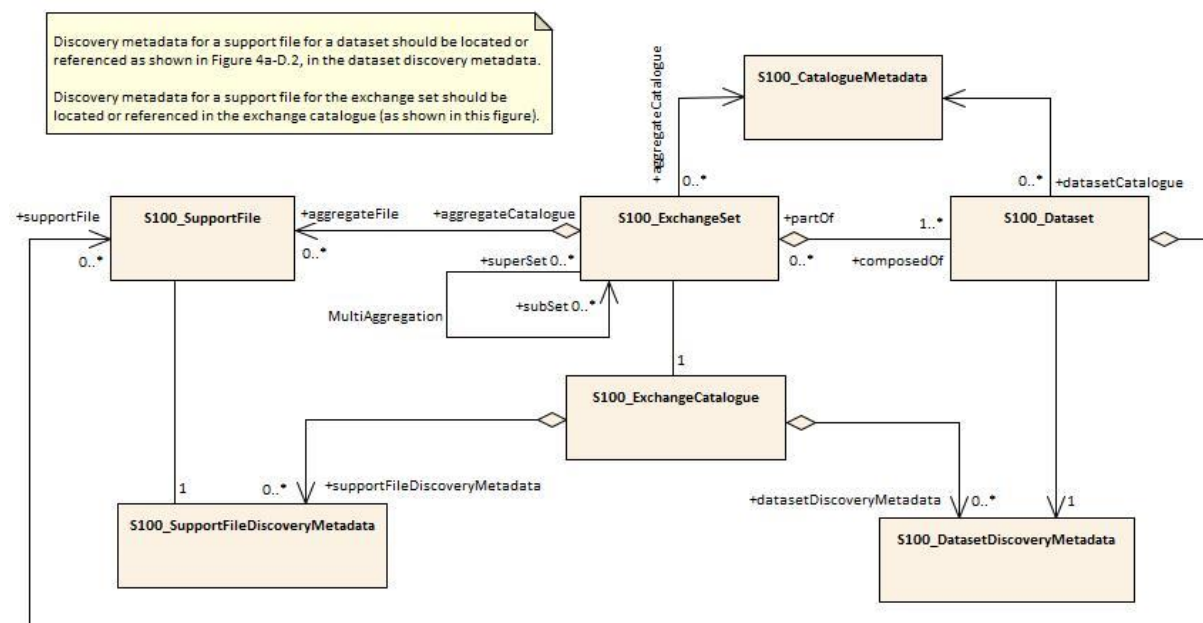 Discovery metadata for a support file for a dataset should be located or
referenced as shown in Figure 4a-D.2, in the dataset discovery metadata.
Discovery metadata for a support file for the exchange set should be
located or referenced in the exchange catalogue (as shown in this figure).
S100_CatalogueMetadata
+aggregateCatalogue
0..*
0..*
+datasetCatalogue
+supportFile
0..*
S100_SupportFile
+aggregateFile
0..*
+aggregateCatalogue
S100_ExchangeSet
+partOf
0..*
1..*
+composedOf
S100_Dataset
+superSet 0..*
+subSet 0..*
MultiAggregation
1
S100_ExchangeCatalogue
1
0..*
+supportFileDiscoveryMetadata
+datasetDiscoveryMetadata
0..*
1
S100_SupportFileDiscoveryMetadata
S100_DatasetDiscoveryMetadata